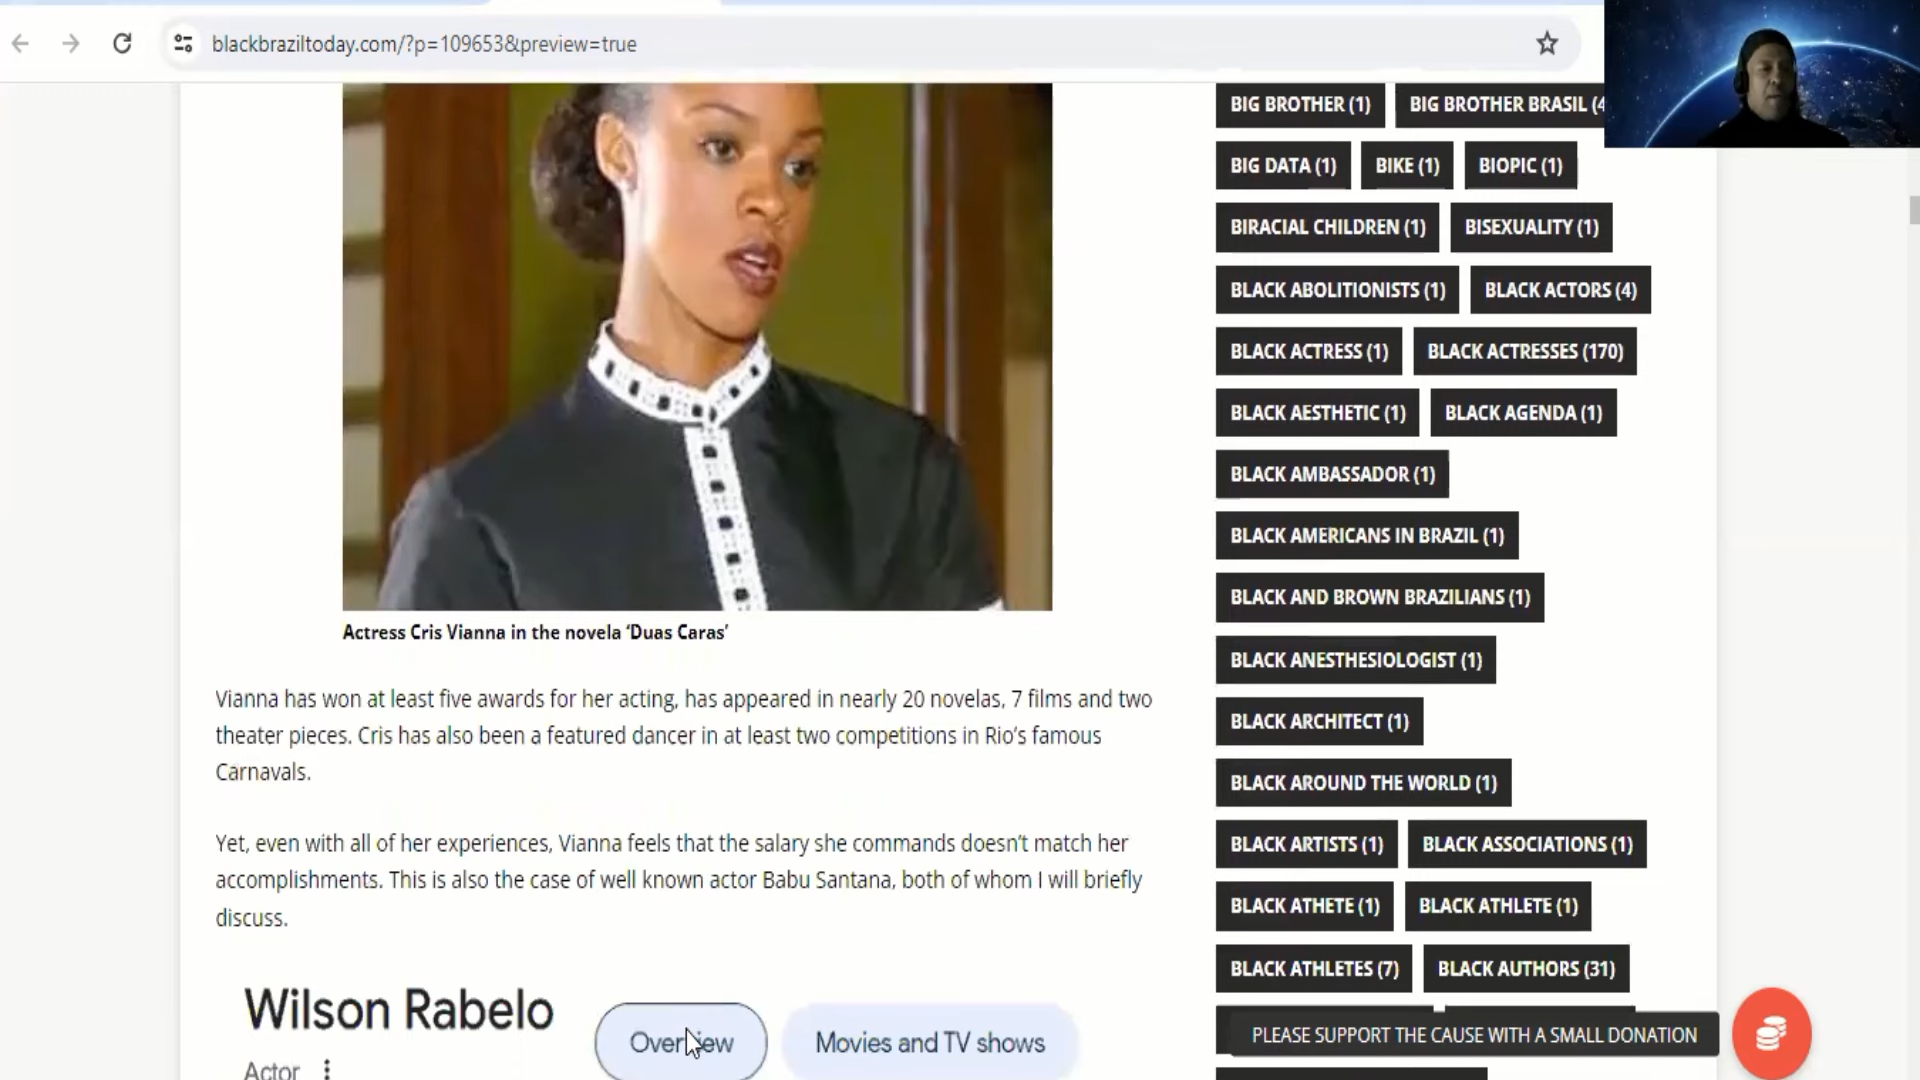 blackbraziltoday.com/?p=109653&preview=true
Actress Cris Vianna in the novela ‘Duas Caras’
Vianna has won at least five awards for her acting, has appeared in nearly 20 novelas, 7 films and two
theater pieces. Cris has also been a featured dancer in at least two competitions in Rio’s famous
Carnavals.
Yet, even with all of her experiences, Vianna feels that the salary she commands doesn’t match her
accomplishments. This is also the case of well known actor Babu Santana, both of whom I will briefly
discuss.
Wilson Rabelo
Actor
Overview
Movies and TV shows
BIG BROTHER (1)
BIG BROTHER BRASIL (4
BIG DATA (1)
BIKE (1)
BIOPIC (1)
BIRACIAL CHILDREN (1)
BISEXUALITY (1)
BLACK ABOLITIONISTS (1)
BLACK ACTORS (4)
BLACK ACTRESS (1)
BLACK ACTRESSES (170)
BLACK AESTHETIC (1)
BLACK AGENDA (1)
BLACK AMBASSADOR (1)
BLACK AMERICANS IN BRAZIL (1)
BLACK AND BROWN BRAZILIANS (1)
BLACK ANESTHESIOLOGIST (1)
BLACK ARCHITECT (1)
BLACK AROUND THE WORLD (1)
BLACK ARTISTS (1)
BLACK ASSOCIATIONS (1)
BLACK ATHETE (1)
BLACK ATHLETE (1)
BLACK ATHLETES (7)
BLACK AUTHORS (31)
PLEASE SUPPORT THE CAUSE WITH A SMALL DONATION